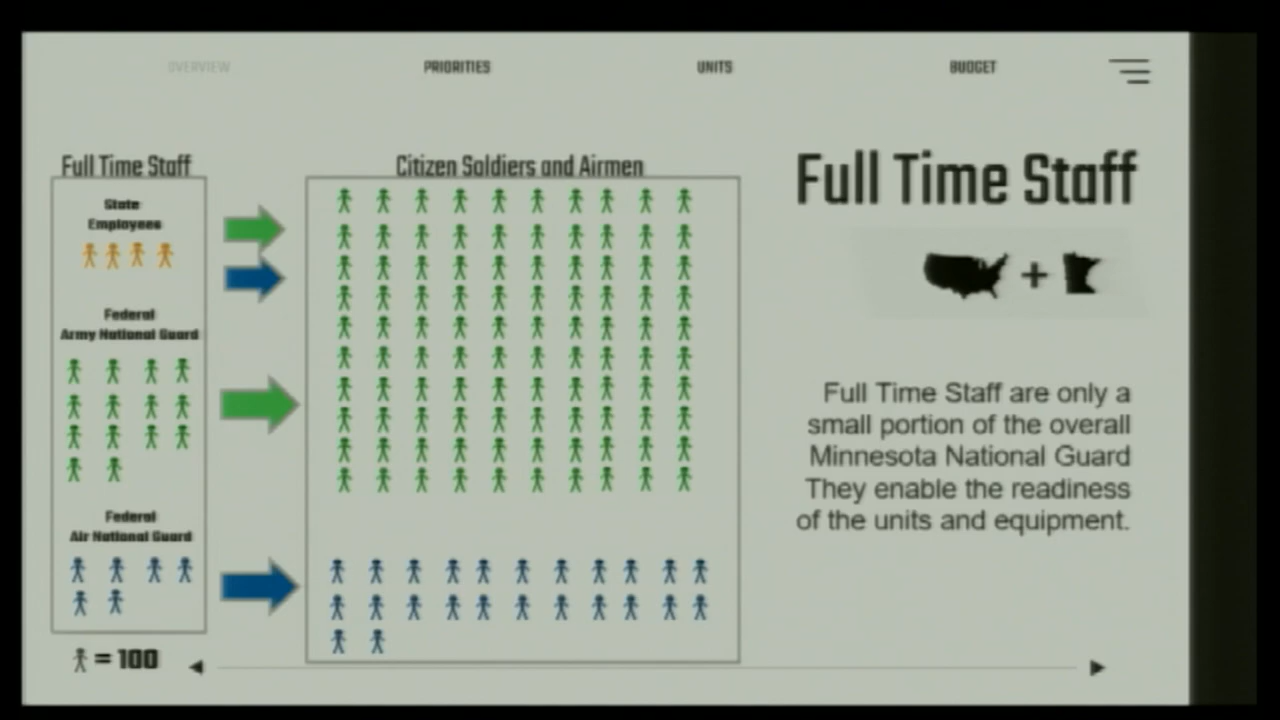 OVERVIEW
PRIORITIES
UNITS
BUDGET
Full Time Staff
State
Employees
Federal
Army National Guard
Federal
Air National Guard
= 100
Citizen Soldiers and Airmen
Full Time Staff
+
Full Time Staff are only a
small portion of the overall
Minnesota National Guard
They enable the readiness
of the units and equipment.